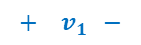 + v₁ −